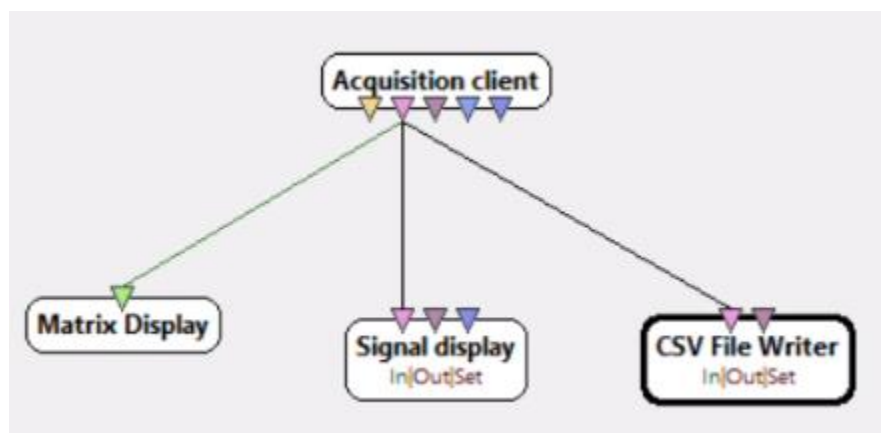 Acquisition client
Matrix Display
Signal display
In|Out|Set
CSV File Writer
In|Out|Set